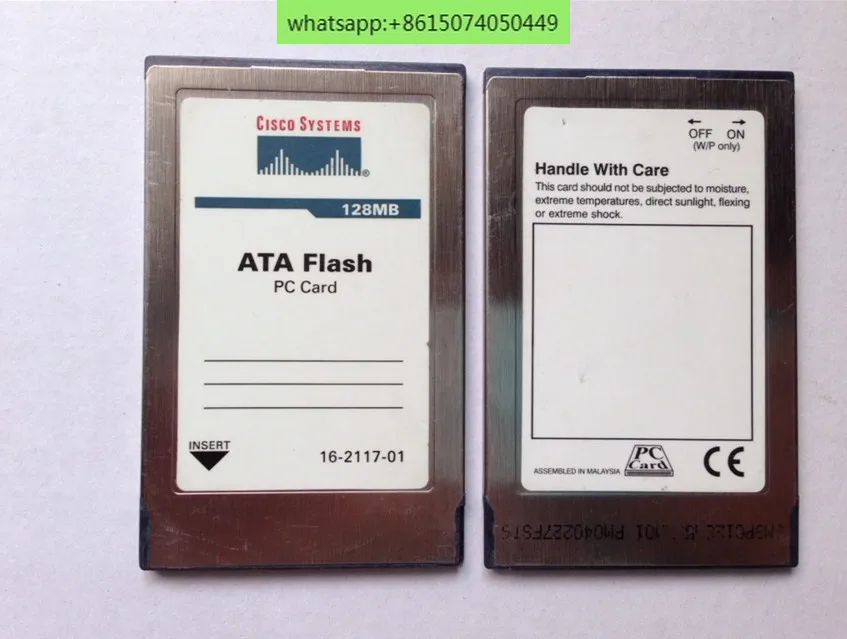 whatsapp:+8615074050449
CISCO SYSTEMS
®
128MB
ATA Flash
PC Card
INSERT
16-2117-01
← →
OFF ON
(W/P only)
Handle With Care
This card should not be subjected to moisture,
extreme temperatures, direct sunlight, flexing
or extreme shock.
ASSEMBLED IN MALAYSIA
PC
Card
CE